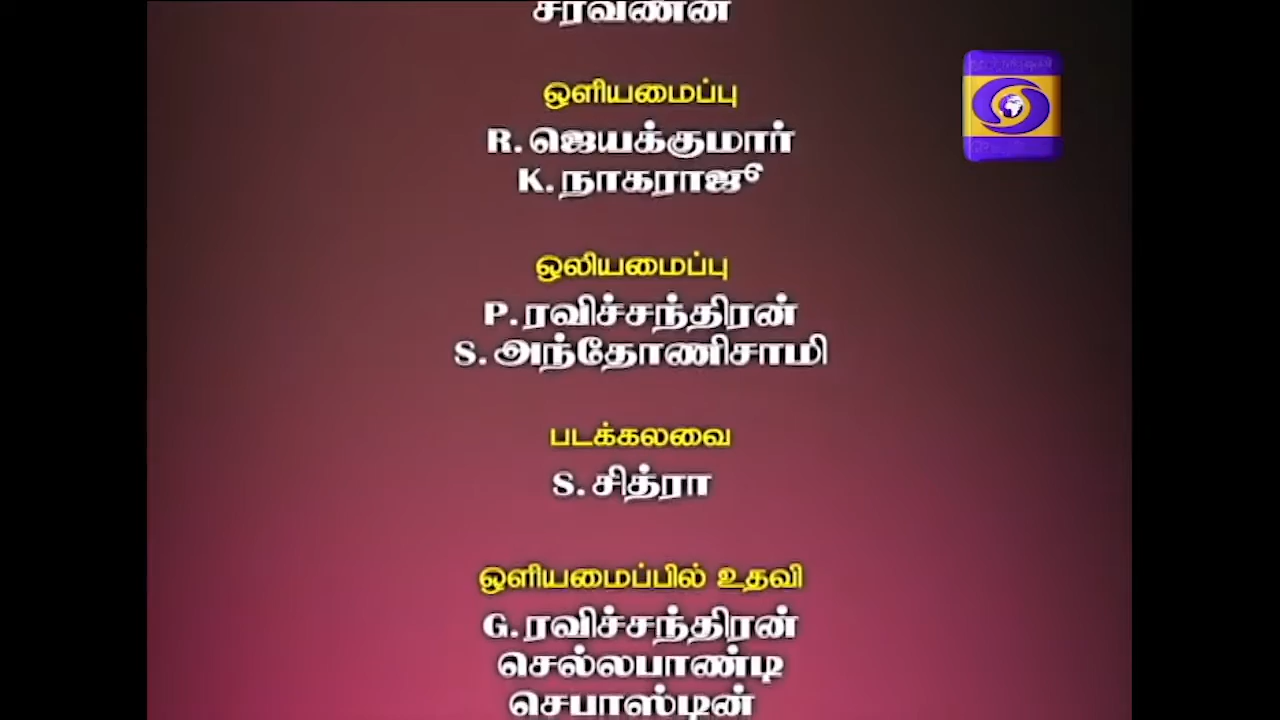 சரவணன்
ஒளியமைப்பு
R. ஜெயக்குமார்
K. நாகராஜூ
ஒலியமைப்பு
P. ரவிச்சந்திரன்
S. அந்தோணிசாமி
படக்கலவை
S. சித்ரா
ஒளியமைப்பில் உதவி
G. ரவிச்சந்திரன்
செல்லபாண்டி
செபாஸ்டின்